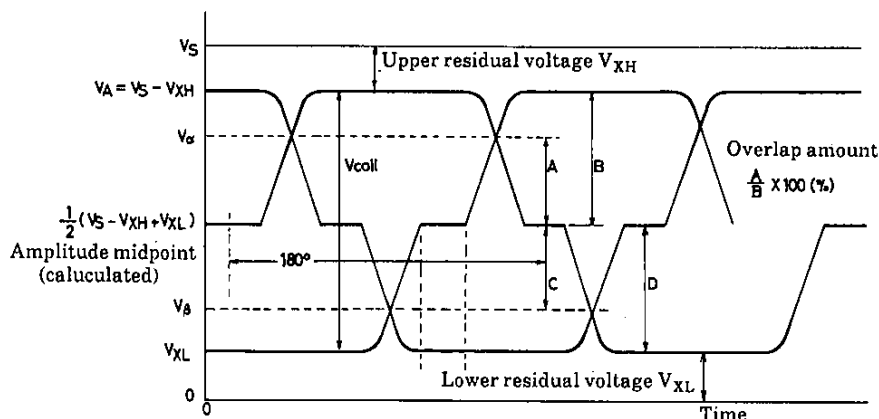 Vs
Upper residual voltage VXH
VA = VS − VXH
Vα
Vcoil
A
B
Overlap amount
A/B X 100 (%)
1/2 (VS − VXH + VXL)
Amplitude midpoint
(caluculated)
180°
C
D
Vβ
VXL
Lower residual voltage VXL
0
0
Time